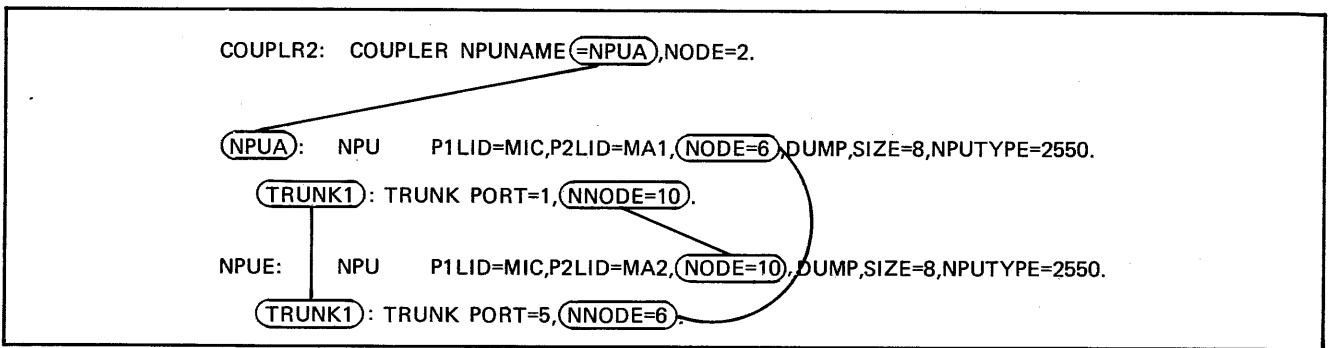 COUPLR2: COUPLER NPUNAME=NPUA,NODE=2.
NPUA: NPU P1LID=MIC,P2LID=MA1,NODE=6,DUMP,SIZE=8,NPUTYPE=2550.
TRUNK1: TRUNK PORT=1,NNODE=10.
NPUE: NPU P1LID=MIC,P2LID=MA2,NODE=10,DUMP,SIZE=8,NPUTYPE=2550.
TRUNK1: TRUNK PORT=5,NNODE=6.